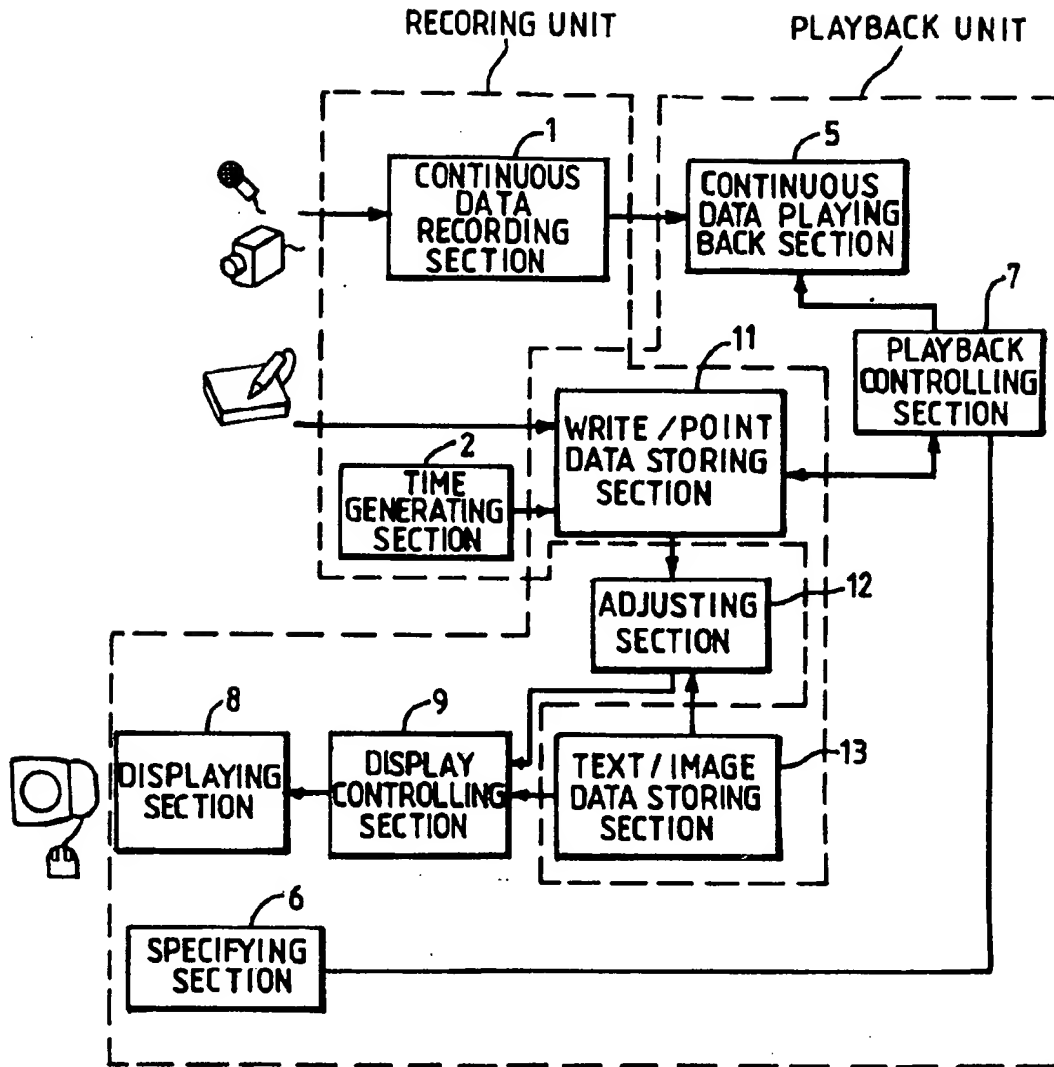 RECORING UNIT
PLAYBACK UNIT
1
CONTINUOUS
DATA
RECORDING
SECTION
5
CONTINUOUS
DATA PLAYING
BACK SECTION
7
PLAYBACK
CONTROLLING
SECTION
11
WRITE/POINT
DATA STORING
SECTION
2
TIME
GENERATING
SECTION
12
ADJUSTING
SECTION
8
DISPLAYING
SECTION
9
DISPLAY
CONTROLLING
SECTION
13
TEXT/IMAGE
DATA STORING
SECTION
6
SPECIFYING
SECTION